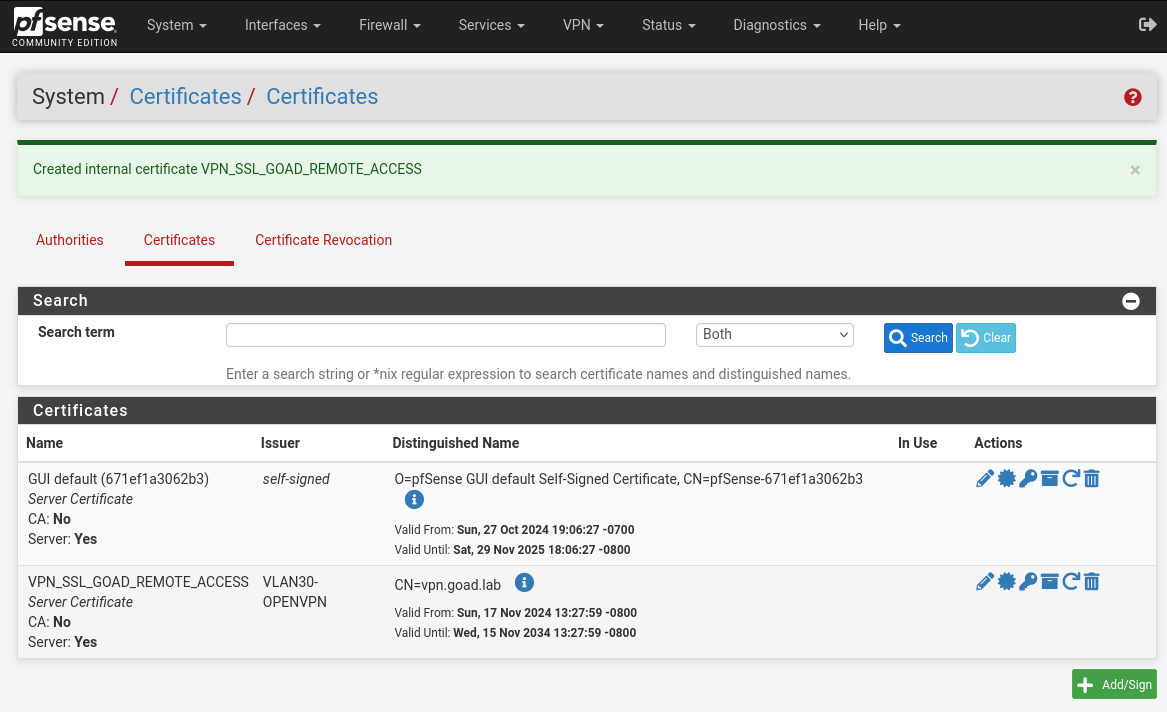 pfsense
COMMUNITY EDITION
System
Interfaces
Firewall
Services
VPN
Status
Diagnostics
Help
System / Certificates / Certificates
Created internal certificate VPN_SSL_GOAD_REMOTE_ACCESS
×
Authorities
Certificates
Certificate Revocation
Search
Search term
Both
Search
Clear
Enter a search string or *nix regular expression to search certificate names and distinguished names.
Certificates
Name Issuer Distinguished Name In Use Actions
GUI default (671ef1a3062b3)
Server Certificate
CA: No
Server: Yes
self-signed
O=pfSense GUI default Self-Signed Certificate, CN=pfSense-671ef1a3062b3
Valid From: Sun, 27 Oct 2024 19:06:27 -0700
Valid Until: Sat, 29 Nov 2025 18:06:27 -0800
VPN_SSL_GOAD_REMOTE_ACCESS
Server Certificate
CA: No
Server: Yes
VLAN30-
OPENVPN
CN=vpn.goad.lab
Valid From: Sun, 17 Nov 2024 13:27:59 -0800
Valid Until: Wed, 15 Nov 2034 13:27:59 -0800
Add/Sign